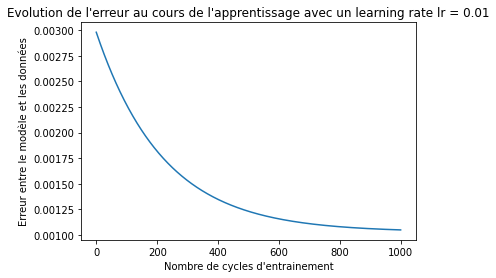 Evolution de l'erreur au cours de l'apprentissage avec un learning rate lr = 0.01
Erreur entre le modèle et les données
0.00300
0.00275
0.00250
0.00225
0.00200
0.00175
0.00150
0.00125
0.00100
0 200 400 600 800 1000
Nombre de cycles d'entrainement